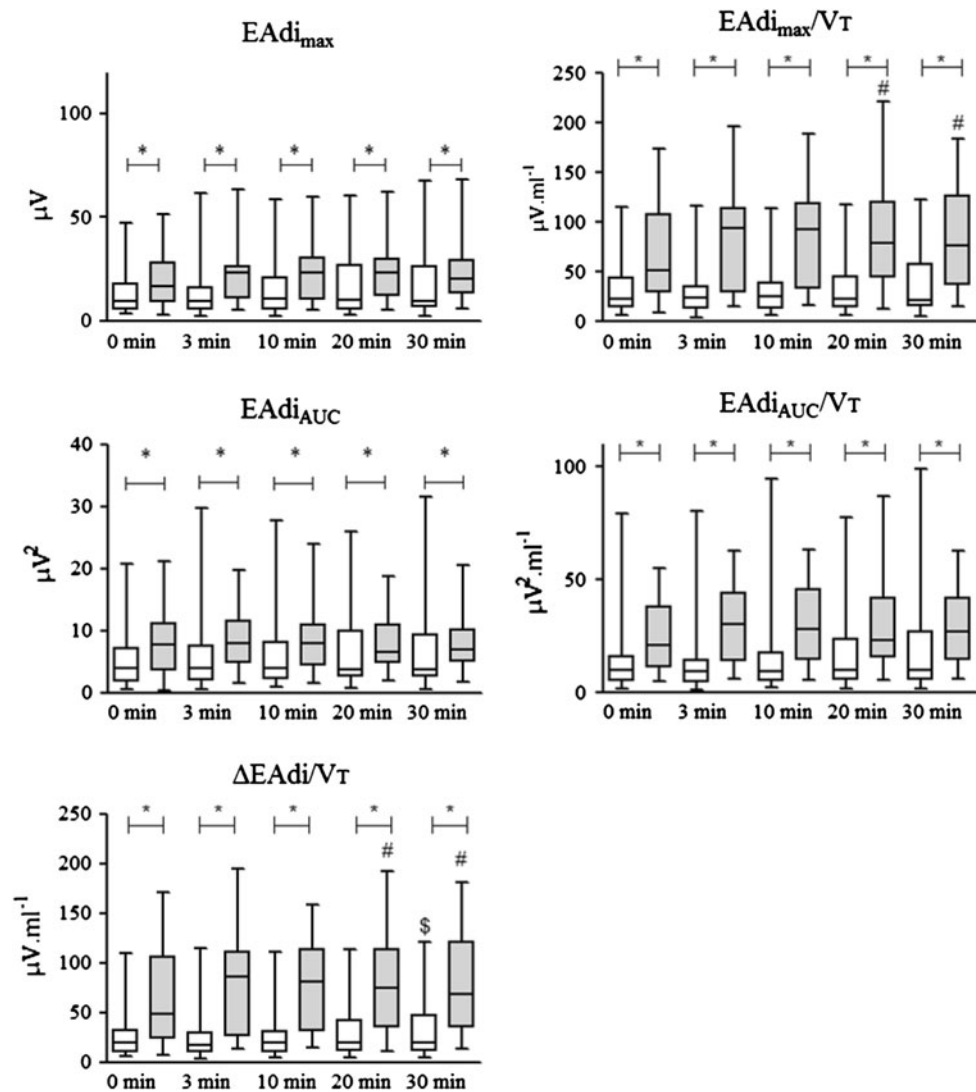 EAdimax
100
50
0
µV
* * * * *
0 min 3 min 10 min 20 min 30 min
EAdimax/VT
250
200
150
100
50
0
µV.ml-1
* * * * *
# #
0 min 3 min 10 min 20 min 30 min
EAdiAUC
40
30
20
10
0
µV2
* * * * *
0 min 3 min 10 min 20 min 30 min
EAdiAUC/VT
100
50
0
µV2.ml-1
* * * * *
0 min 3 min 10 min 20 min 30 min
ΔEAdi/VT
250
200
150
100
50
0
µV.ml-1
* * * * *
# $ #
0 min 3 min 10 min 20 min 30 min